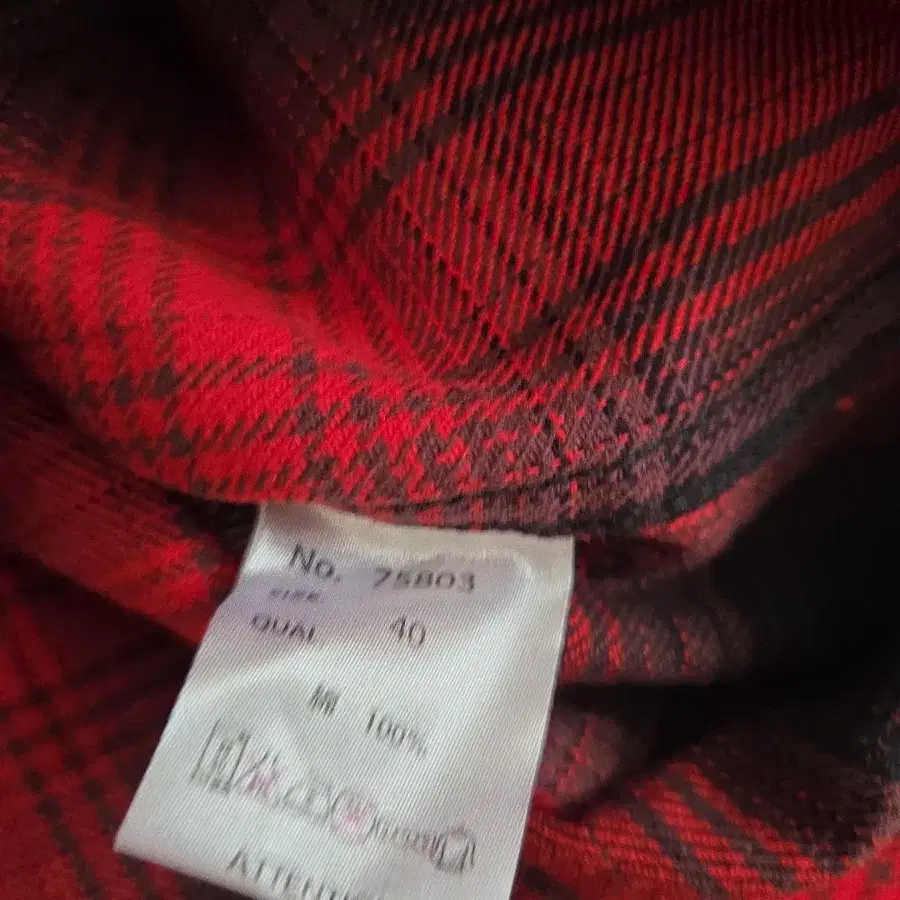 No. 75803
SIZE 40
QUAL
綿 100%